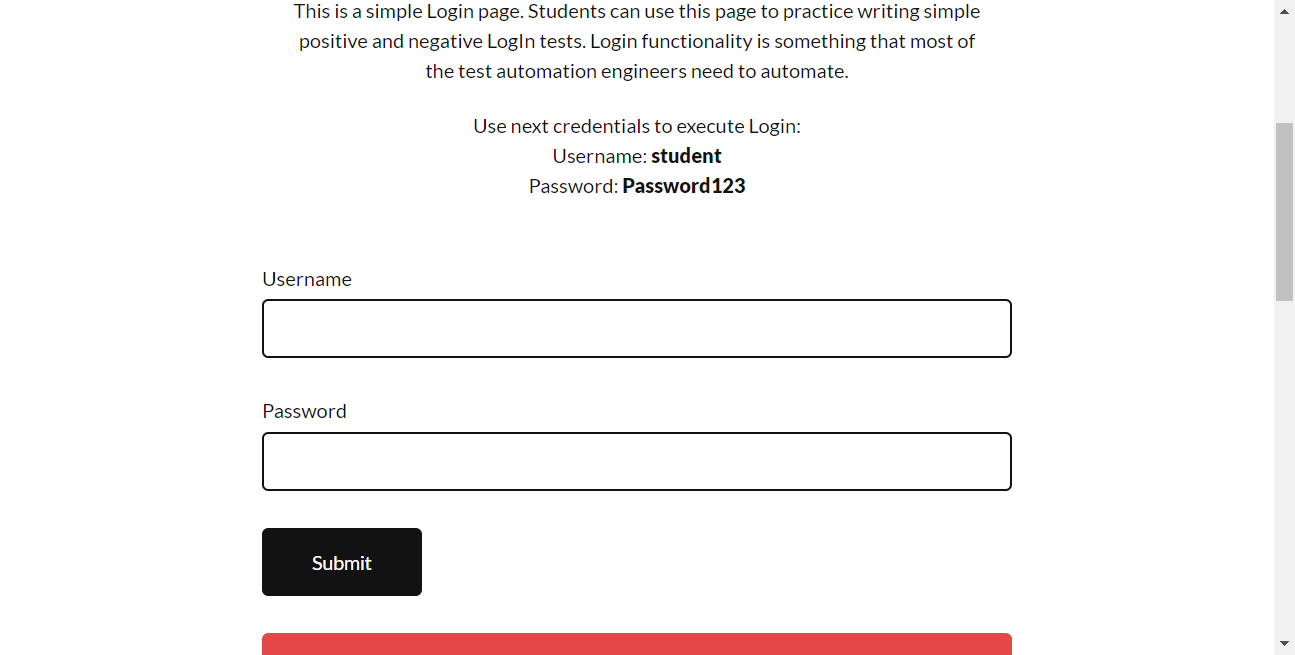 This is a simple Login page. Students can use this page to practice writing simple
positive and negative LogIn tests. Login functionality is something that most of
the test automation engineers need to automate.
Use next credentials to execute Login:
Username: student
Password: Password123
Username
Password
Submit